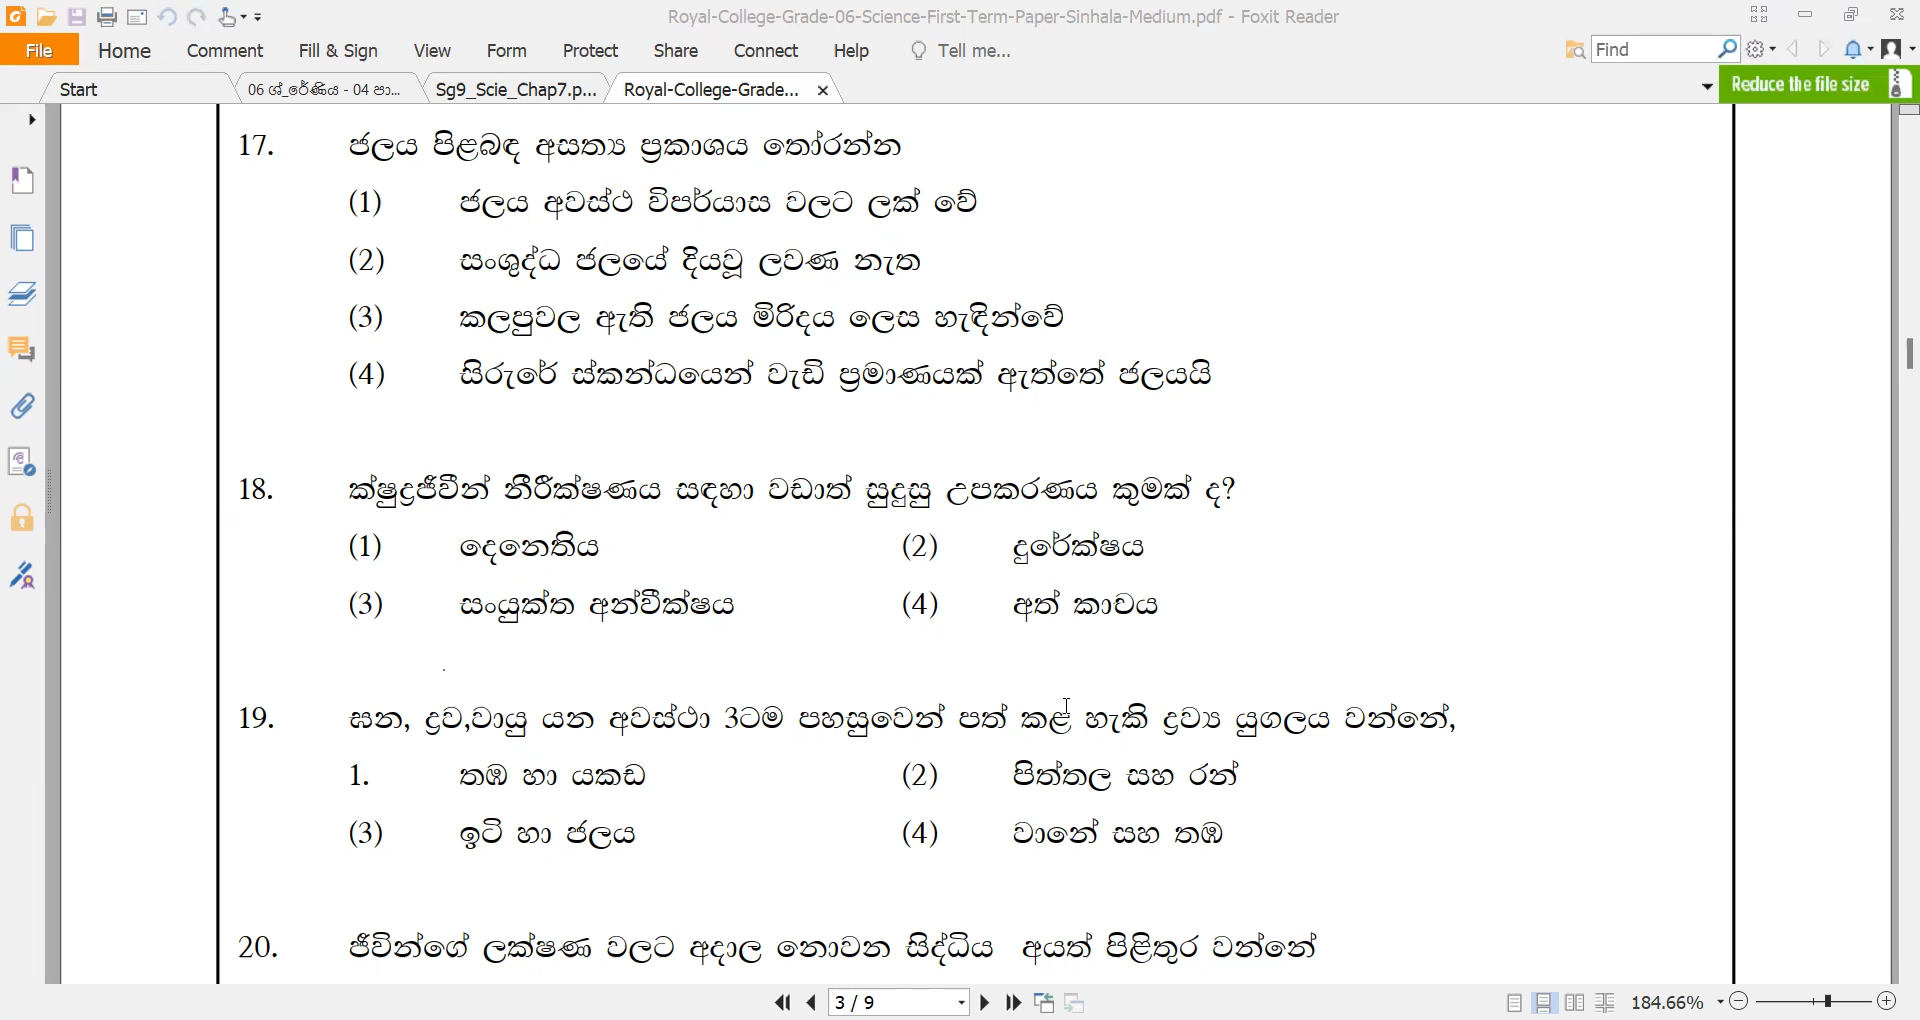 Royal-College-Grade-06-Science-First-Term-Paper-Sinhala-Medium.pdf - Foxit Reader
File Home Comment Fill & Sign View Form Protect Share Connect Help Tell me... Find
Start 06 ශ්‍රේණිය - 04 පා... Sg9_Scie_Chap7.p... Royal-College-Grade... Reduce the file size
17. ජලය පිළබඳ අසත්‍ය ප්‍රකාශය තෝරන්න
(1) ජලය අවස්ථ විපර්යාස වලට ලක් වේ
(2) සංශුද්ධ ජලයේ දියවූ ලවණ නැත
(3) කලපුවල ඇති ජලය මිරිදිය ලෙස හැඳින්වේ
(4) සිරුරේ ස්කන්ධයෙන් වැඩි ප්‍රමාණයක් ඇත්තේ ජලයයි
18. ක්ෂුද්‍රජීවීන් නිරීක්ෂණය සඳහා වඩාත් සුදුසු උපකරණය කුමක් ද?
(1) දෙනෙතිය (2) දුරේක්ෂය
(3) සංයුක්ත අන්වීක්ෂය (4) අත් කාචය
19. ඝන, ද්‍රව,වායු යන අවස්ථා 3ටම පහසුවෙන් පත් කළ හැකි ද්‍රව්‍ය යුගලය වන්නේ,
1. තඹ හා යකඩ (2) පිත්තල සහ රන්
(3) ඉටි හා ජලය (4) වානේ සහ තඹ
20. ජීවින්ගේ ලක්ෂණ වලට අදාල නොවන සිද්ධිය අයත් පිළිතුර වන්නේ
3 / 9 184.66%